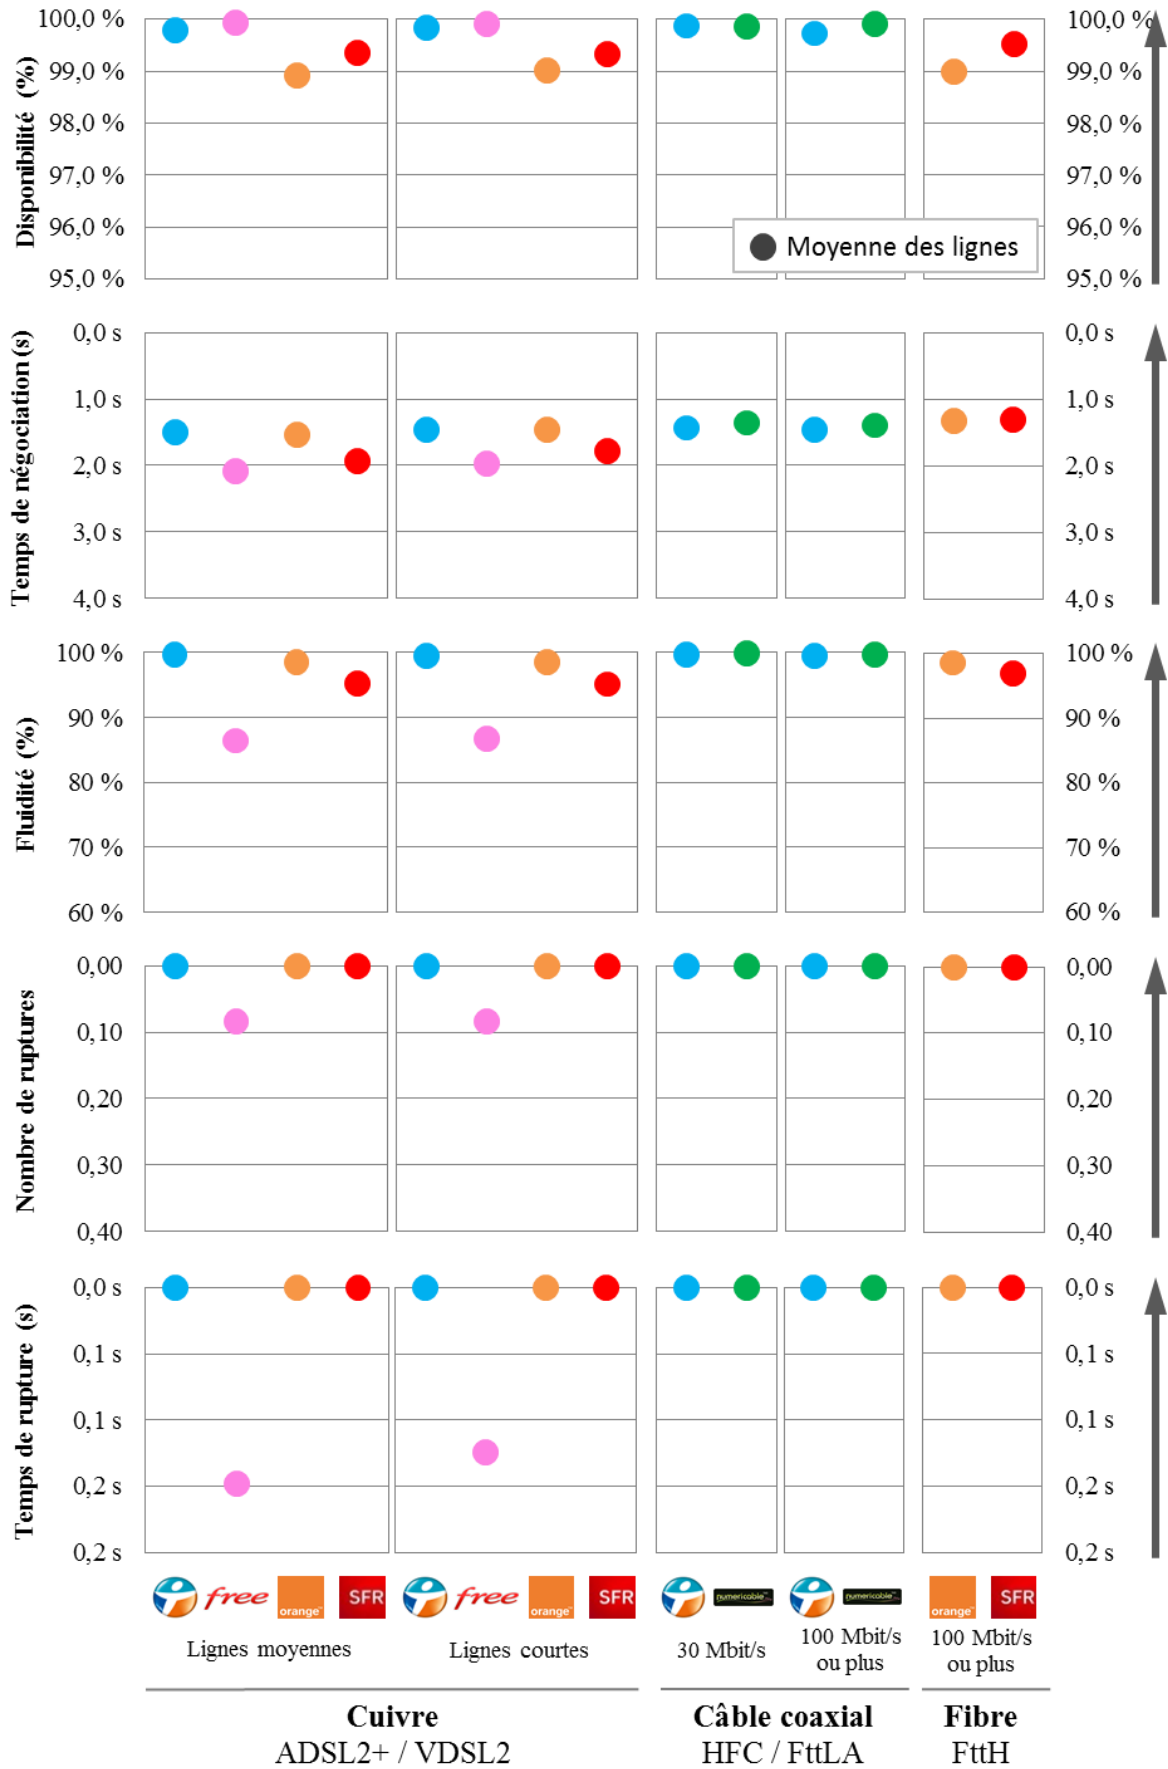 Disponibilité (%)
100,0 %
99,0 %
98,0 %
97,0 %
96,0 %
95,0 %
100,0 %
99,0 %
98,0 %
97,0 %
96,0 %
95,0 %
Moyenne des lignes
Temps de négociation (s)
0,0 s
1,0 s
2,0 s
3,0 s
4,0 s
0,0 s
1,0 s
2,0 s
3,0 s
4,0 s
Fluidité (%)
100 %
90 %
80 %
70 %
60 %
100 %
90 %
80 %
70 %
60 %
Nombre de ruptures
0,00
0,10
0,20
0,30
0,40
0,00
0,10
0,20
0,30
0,40
Temps de rupture (s)
0,0 s
0,1 s
0,1 s
0,2 s
0,2 s
0,0 s
0,1 s
0,1 s
0,2 s
0,2 s
free orange SFR free orange SFR numericable numericable orange SFR
Lignes moyennes
Lignes courtes
30 Mbit/s
100 Mbit/s
ou plus
100 Mbit/s
ou plus
Cuivre
ADSL2+ / VDSL2
Câble coaxial
HFC / FttLA
Fibre
FttH